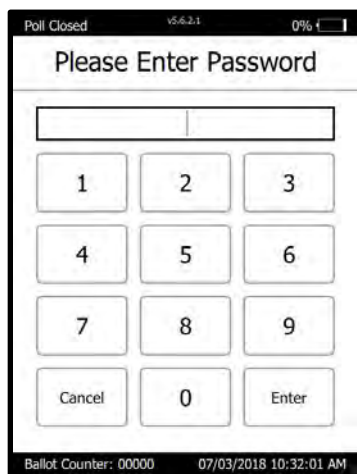 Poll Closed v5.6.2.1 0%
Please Enter Password
1 2 3
4 5 6
7 8 9
Cancel 0 Enter
Ballot Counter: 00000 07/03/2018 10:32:01 AM